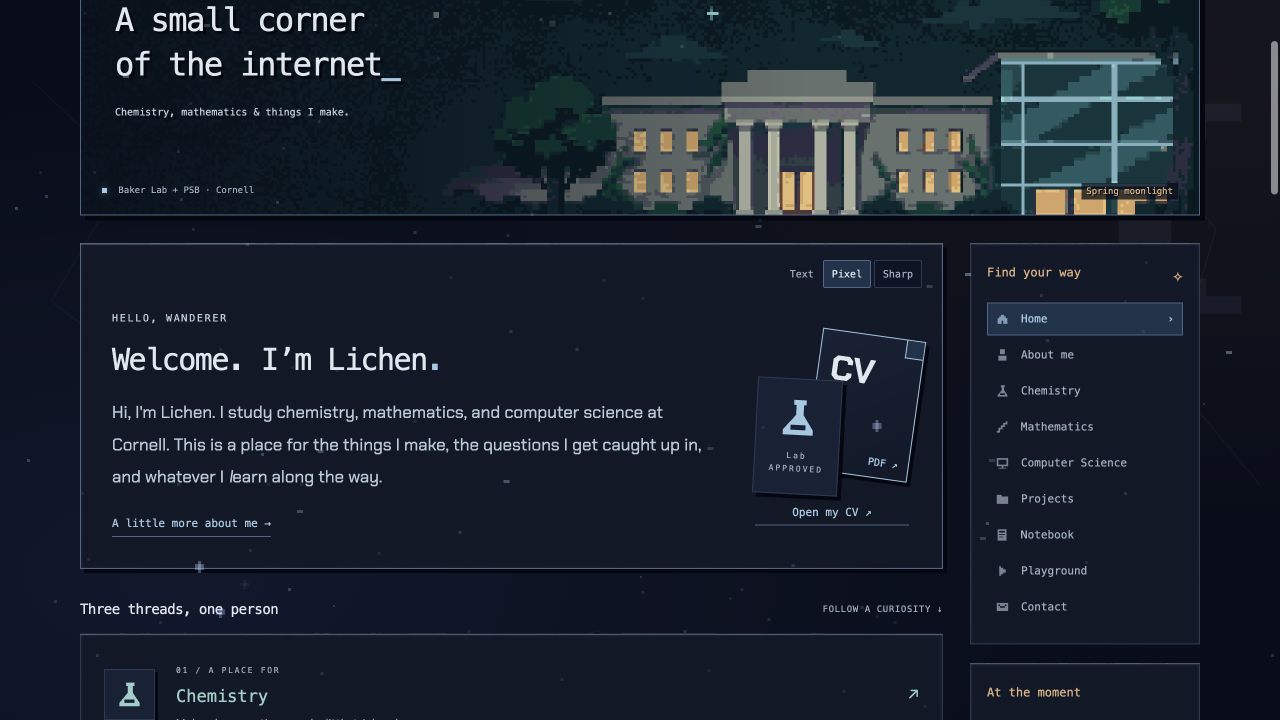 A small corner
of the internet_
Chemistry, mathematics & things I make.
Baker Lab + PSB · Cornell
Spring moonlight
Text
Pixel
Sharp
HELLO, WANDERER
Welcome. I’m Lichen.
Hi, I'm Lichen. I study chemistry, mathematics, and computer science at
Cornell. This is a place for the things I make, the questions I get caught up in,
and whatever I learn along the way.
A little more about me →
CV
PDF ↗
Lab
APPROVED
Open my CV ↗
Three threads, one person
FOLLOW A CURIOSITY ↓
01 / A PLACE FOR
Chemistry
Find your way
Home ›
About me
Chemistry
Mathematics
Computer Science
Projects
Notebook
Playground
Contact
At the moment